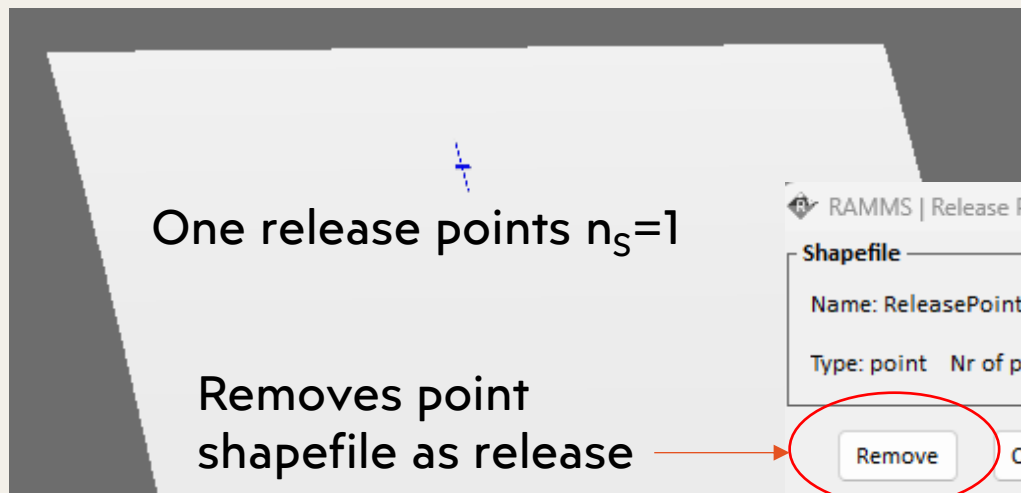 One release points nS=1
RAMMS | Release
Shapefile
Name: ReleasePoint
Type: point Nr of
Removes point
shapefile as release
Remove